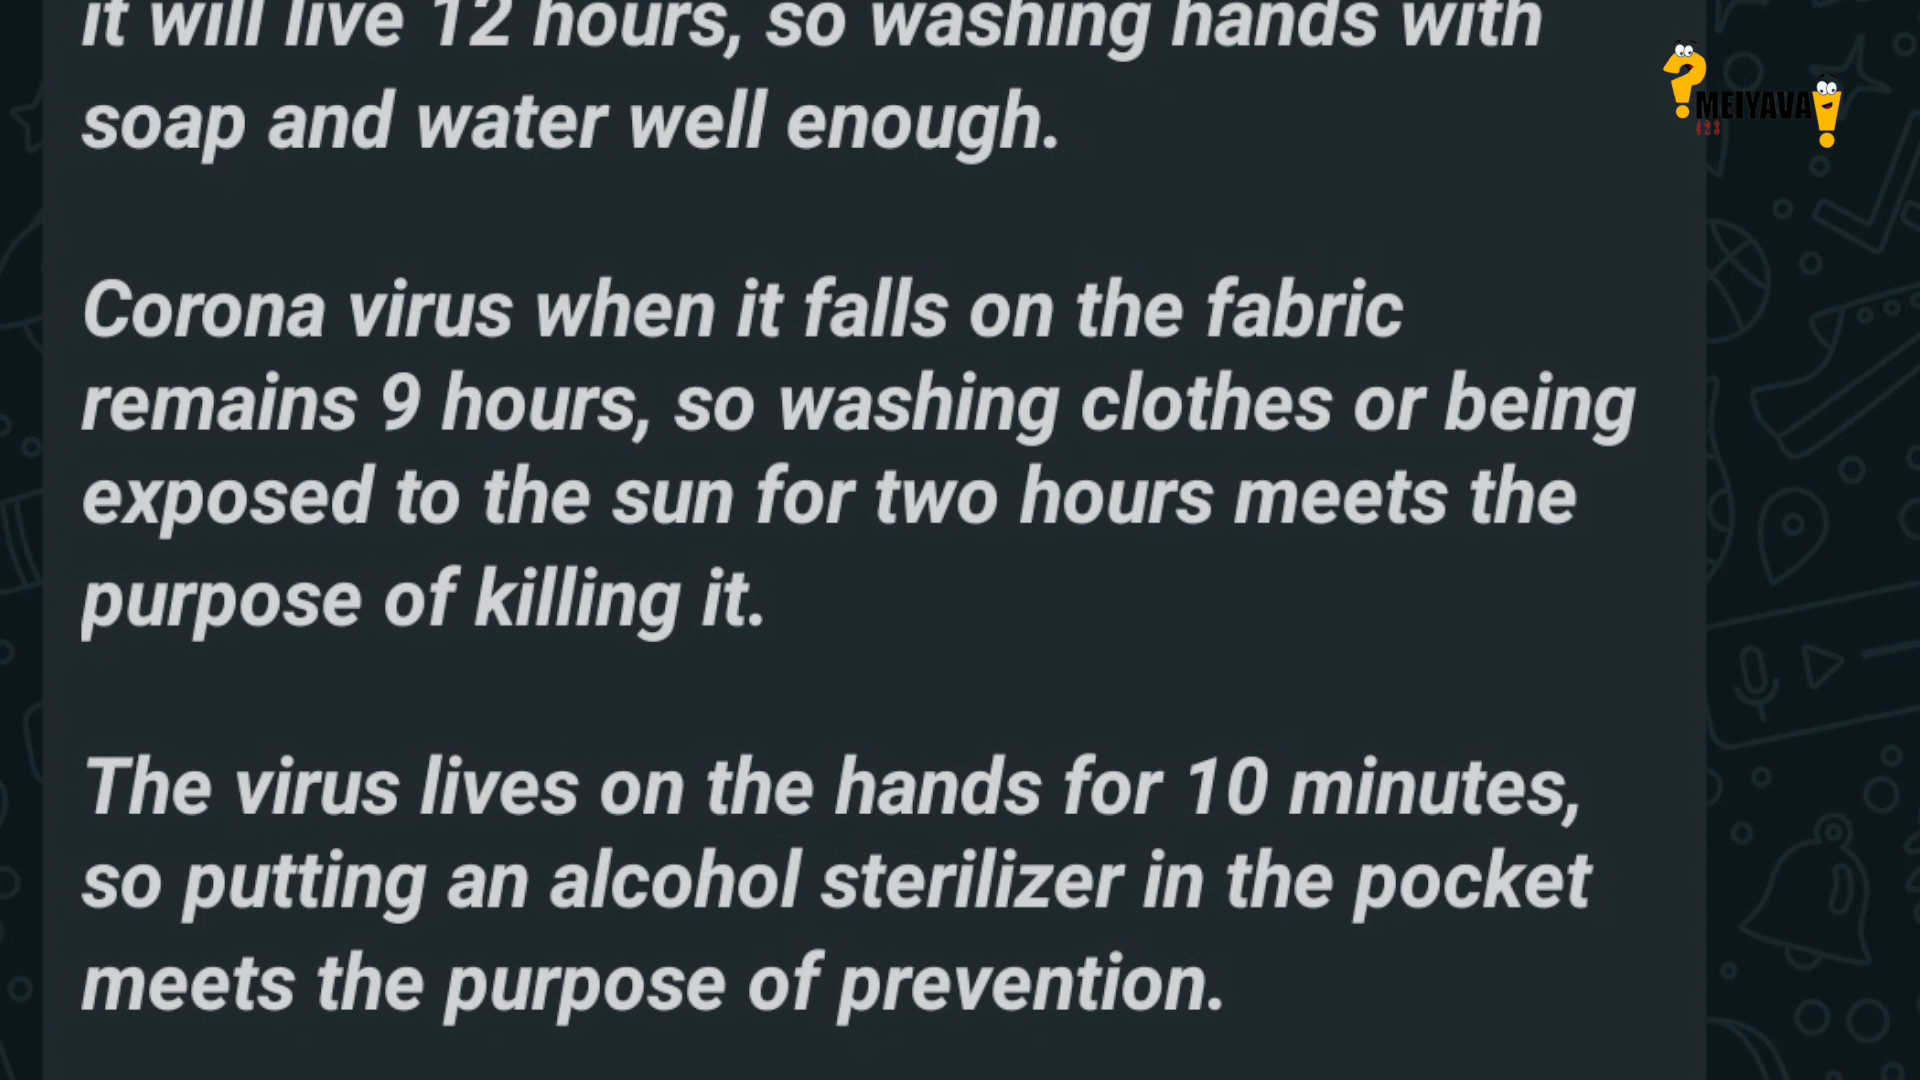 it will live 12 hours, so washing hands with
soap and water well enough.
Corona virus when it falls on the fabric
remains 9 hours, so washing clothes or being
exposed to the sun for two hours meets the
purpose of killing it.
The virus lives on the hands for 10 minutes,
so putting an alcohol sterilizer in the pocket
meets the purpose of prevention.
?MEIYAVA!
423